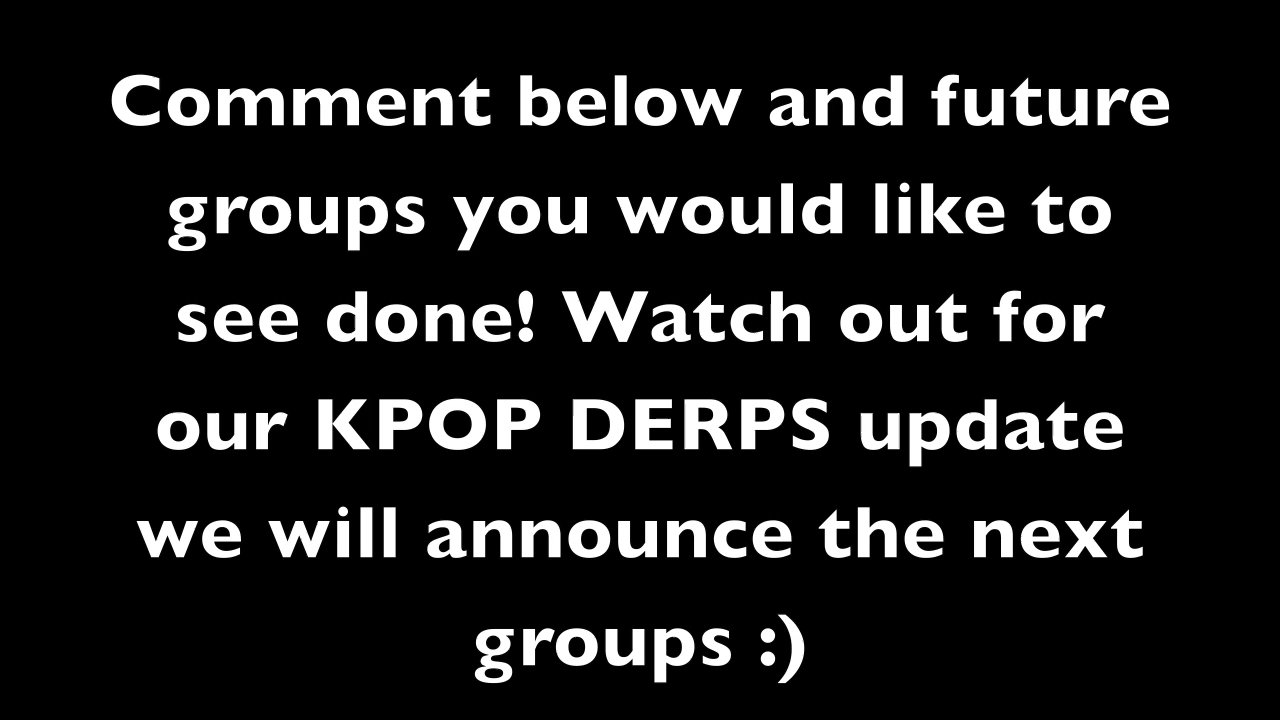 Comment below and future
groups you would like to
see done! Watch out for
our KPOP DERPS update
we will announce the next
groups :)